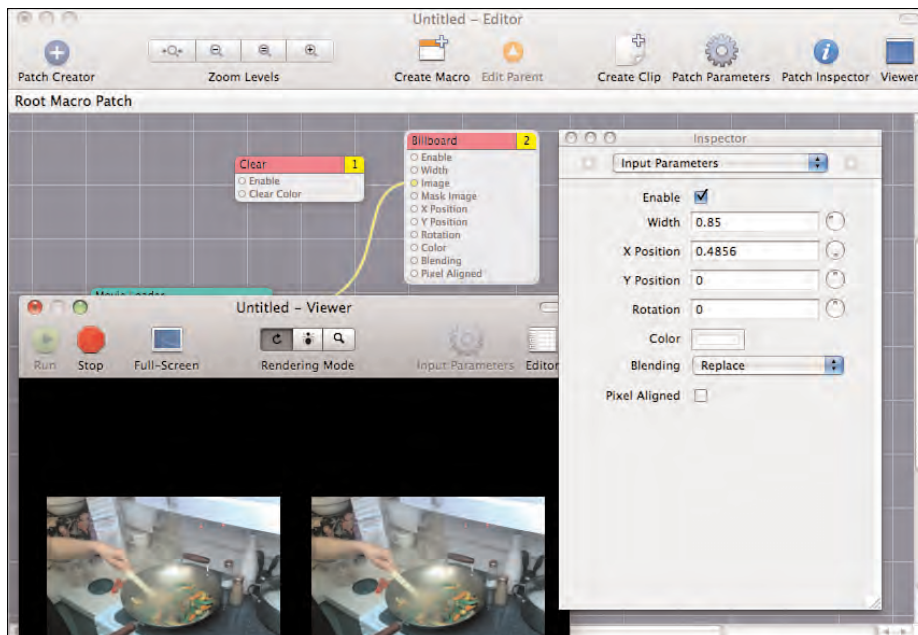 Untitled – Editor
Patch Creator
Zoom Levels
Create Macro
Edit Parent
Create Clip
Patch Parameters
Patch Inspector
Viewer
Root Macro Patch
Clear 1
Enable
Clear Color
Billboard 2
Enable
Width
Image
Mask Image
X Position
Y Position
Rotation
Color
Blending
Pixel Aligned
Movie Loader
Inspector
Input Parameters
Enable
Width 0.85
X Position 0.4856
Y Position 0
Rotation 0
Color
Blending Replace
Pixel Aligned
Untitled – Viewer
Run
Stop
Full-Screen
Rendering Mode
Input Parameters
Editor